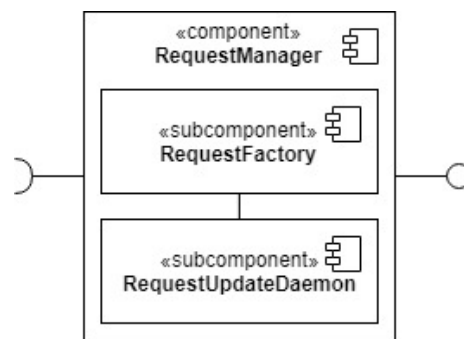 «component»
RequestManager
«subcomponent»
RequestFactory
«subcomponent»
RequestUpdateDaemon